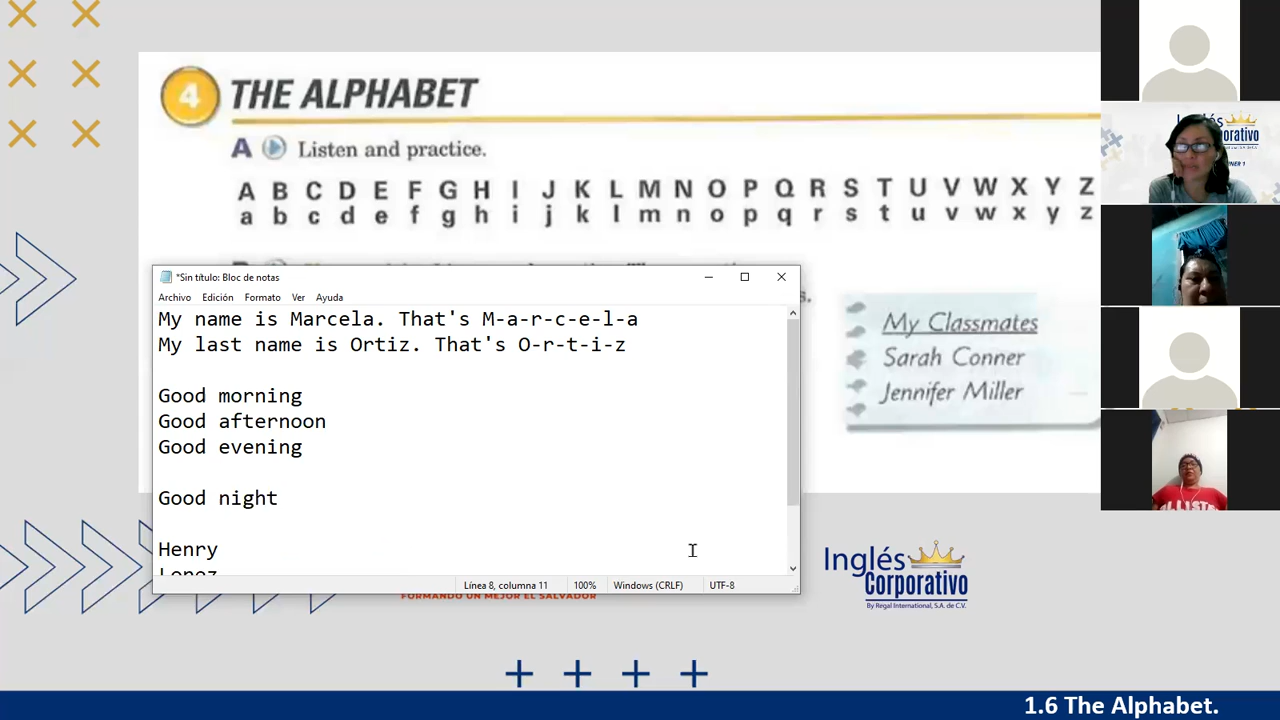 4 THE ALPHABET
A Listen and practice.
A B C D E F G H I J K L M N O P Q R S T U V W X Y Z
a b c d e f g h i j k l m n o p q r s t u v w x y z
*Sin título: Bloc de notas
Archivo Edición Formato Ver Ayuda
My name is Marcela. That's M-a-r-c-e-l-a
My last name is Ortiz. That's O-r-t-i-z
Good morning
Good afternoon
Good evening
Good night
Henry
Lopez
Línea 8, columna 11 100% Windows (CRLF) UTF-8
My Classmates
Sarah Conner
Jennifer Miller
FORMANDO UN MEJOR EL SALVADOR
Inglés
Corporativo
By Regal International, S.A. de C.V.
1.6 The Alphabet.